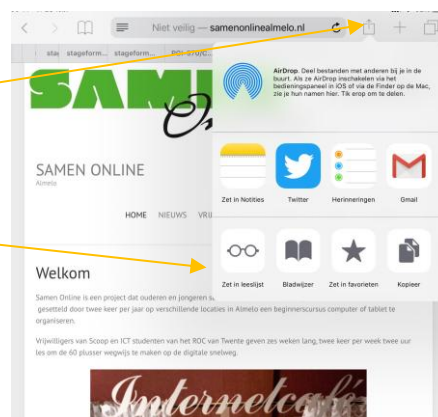 Niet veilig — samenonlinealmelo.nl
stageform...
stageform...
SAM
SAMEN ONLINE
Almelo
HOME NIEUWS
Welkom
Samen Online is een project dat ouderen en jongeren
gesetteld door twee keer per jaar op verschillende locaties in Almelo een beginnerscursus computer of tablet te
organiseren.
Vrijwilligers van Scoop en ICT studenten van het ROC van Twente geven zes weken lang, twee keer per week twee uur
les om de 60 plusser wegwijs te maken op de digitale snelweg.
Internetcafé
AirDrop. Deel bestanden met anderen bij je in de
buurt. Als ze AirDrop inschakelen via het
bedieningspaneel in iOS of via de Finder op de Mac,
zie je hun namen hier. Tik erop om te delen.
Zet in Notities
Twitter
Herinneringen
Gmail
Zet in leeslijst
Bladwijzer
Zet in favorieten
Kopieer